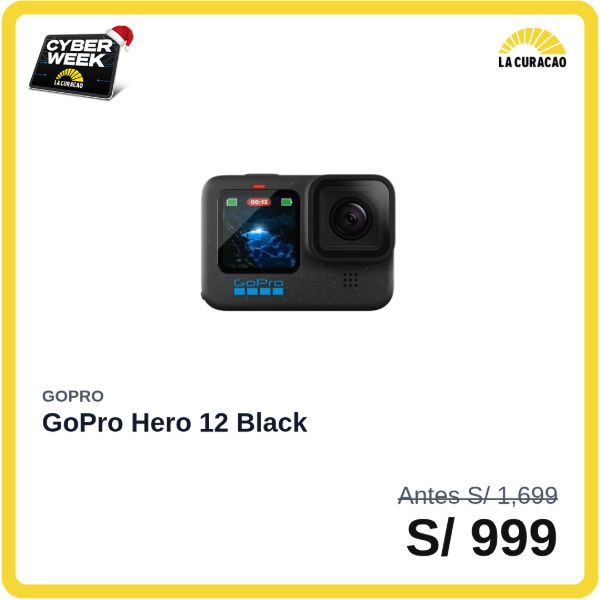 CYBER
WEEK
LA CURACAO
LA CURACAO
00:12
GoPro
GOPRO
GoPro Hero 12 Black
Antes S/ 1,699
S/ 999